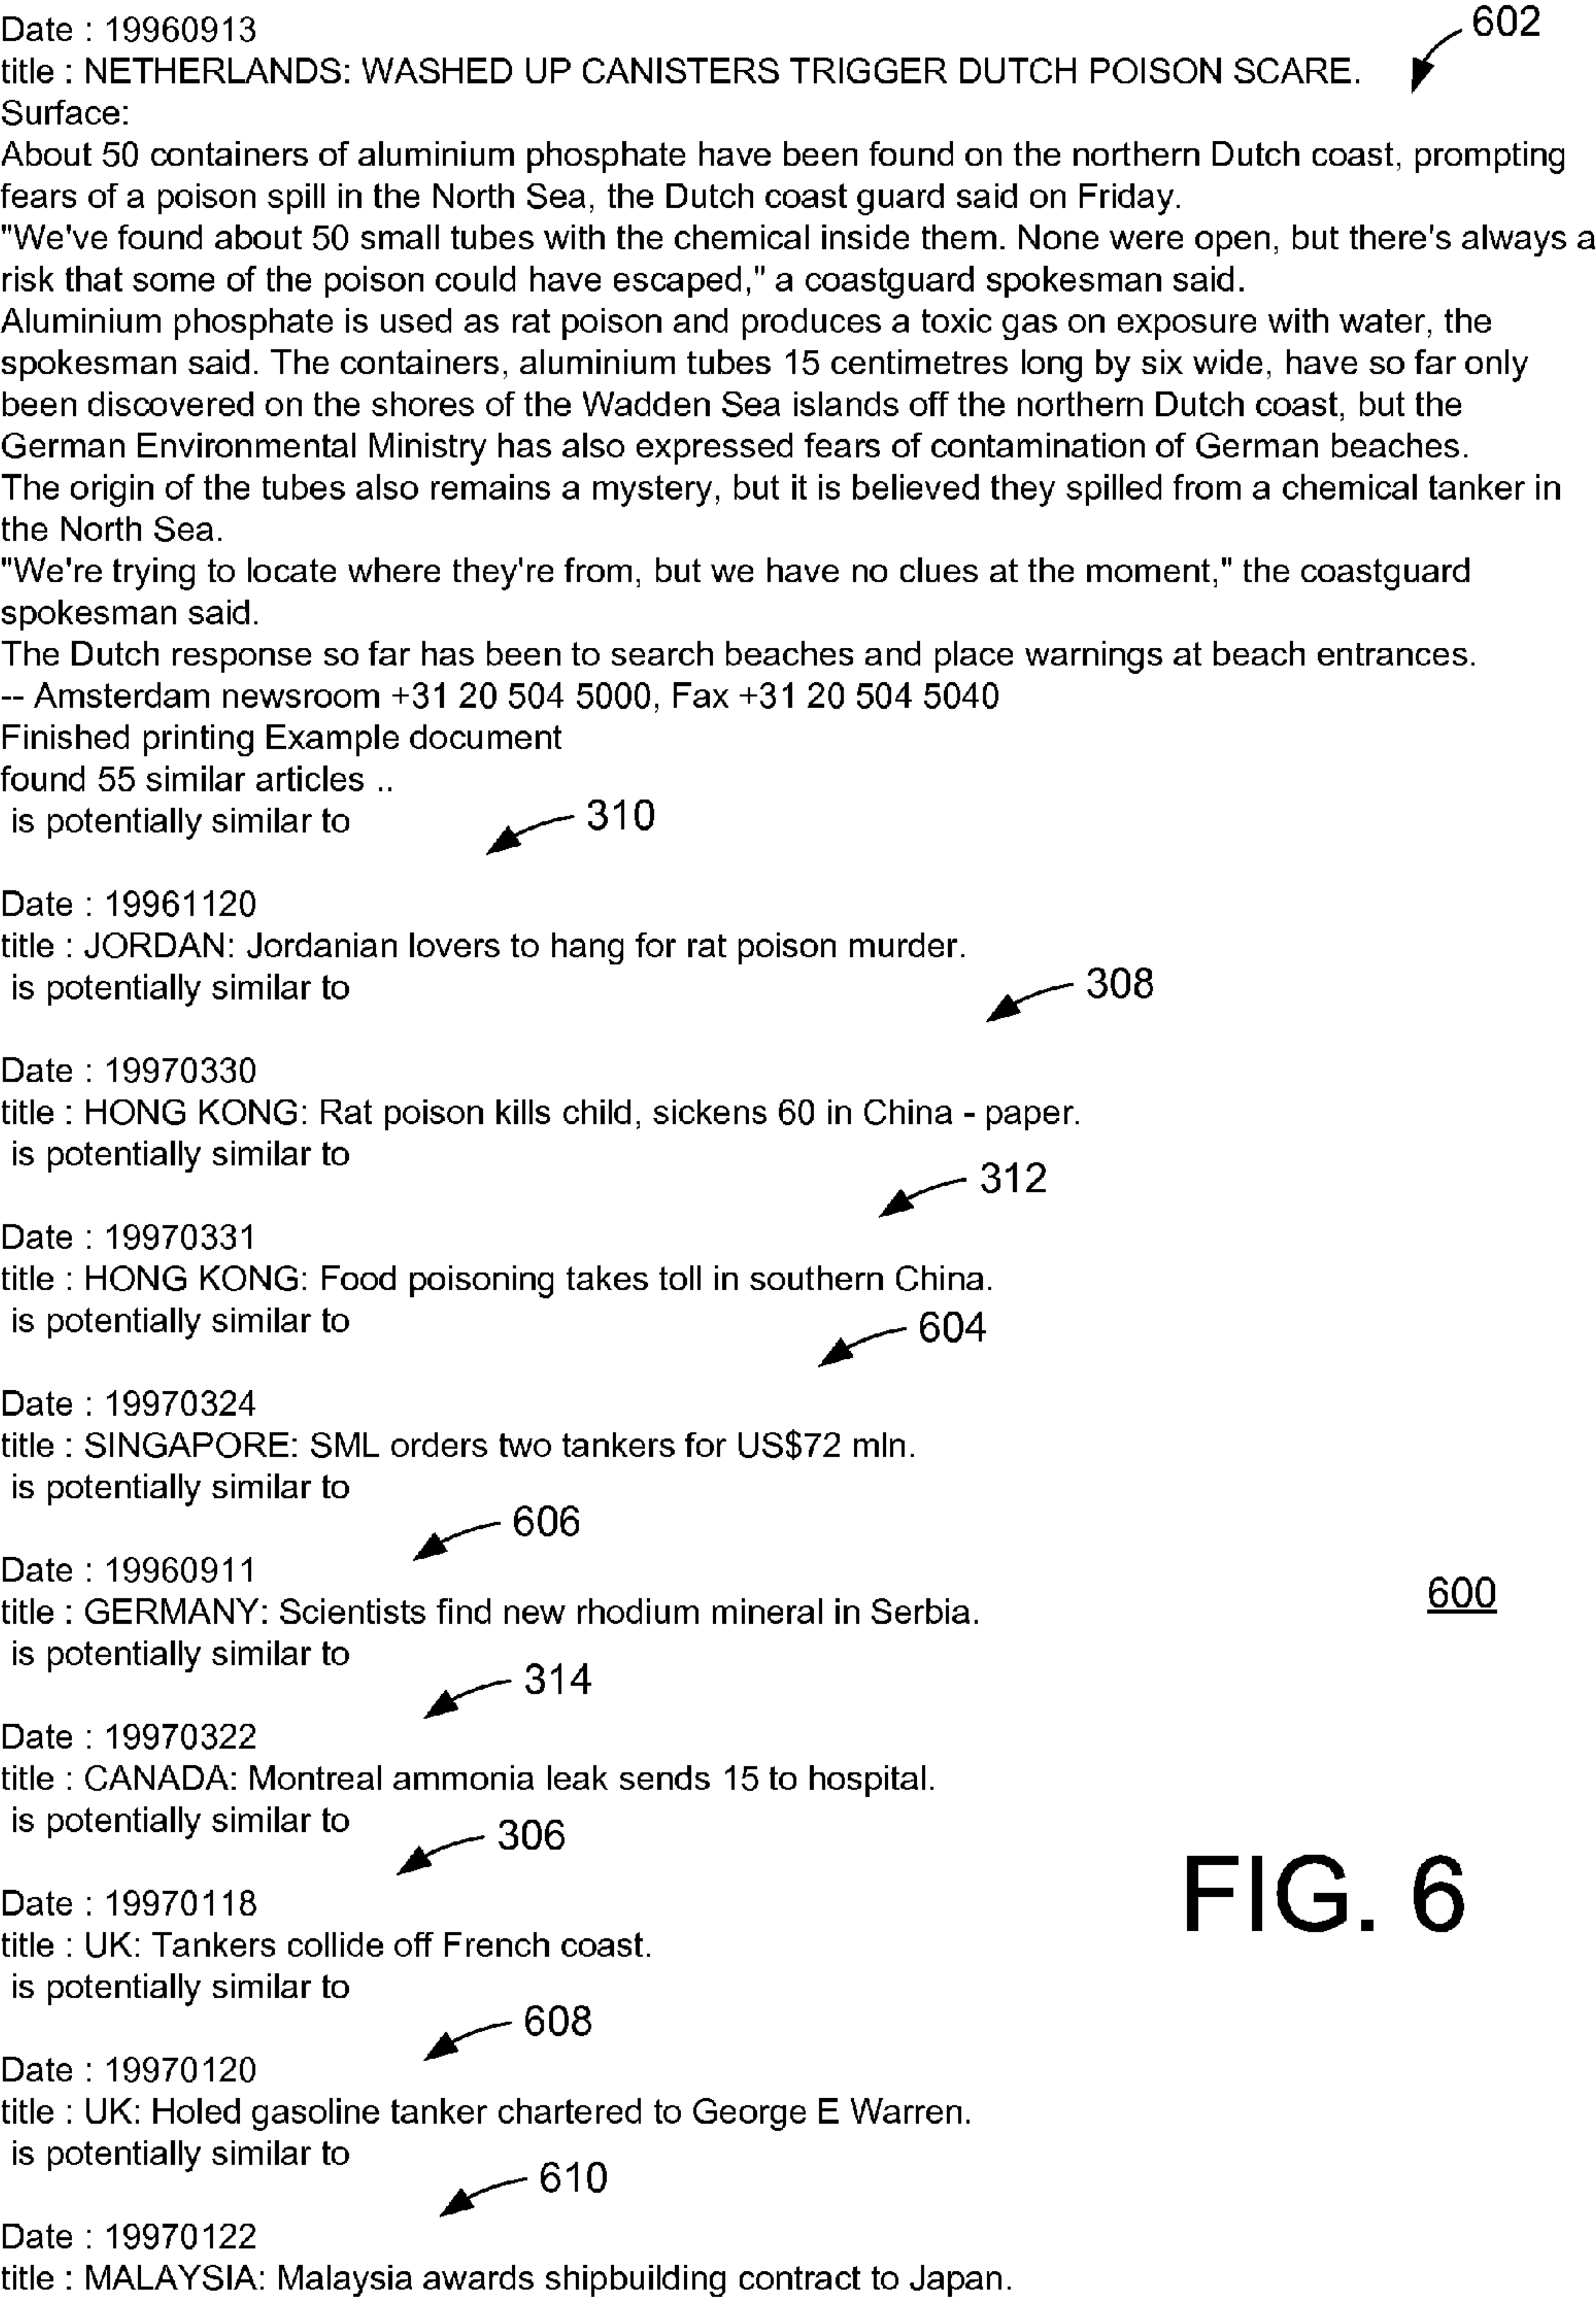 Date : 19960913
602
title : NETHERLANDS: WASHED UP CANISTERS TRIGGER DUTCH POISON SCARE.
Surface:
About 50 containers of aluminium phosphate have been found on the northern Dutch coast, prompting
fears of a poison spill in the North Sea, the Dutch coast guard said on Friday.
"We've found about 50 small tubes with the chemical inside them. None were open, but there's always a
risk that some of the poison could have escaped," a coastguard spokesman said.
Aluminium phosphate is used as rat poison and produces a toxic gas on exposure with water, the
spokesman said. The containers, aluminium tubes 15 centimetres long by six wide, have so far only
been discovered on the shores of the Wadden Sea islands off the northern Dutch coast, but the
German Environmental Ministry has also expressed fears of contamination of German beaches.
The origin of the tubes also remains a mystery, but it is believed they spilled from a chemical tanker in
the North Sea.
"We're trying to locate where they're from, but we have no clues at the moment," the coastguard
spokesman said.
The Dutch response so far has been to search beaches and place warnings at beach entrances.
-- Amsterdam newsroom +31 20 504 5000, Fax +31 20 504 5040
Finished printing Example document
found 55 similar articles ..
is potentially similar to
310
Date : 19961120
title : JORDAN: Jordanian lovers to hang for rat poison murder.
is potentially similar to
308
Date : 19970330
title : HONG KONG: Rat poison kills child, sickens 60 in China - paper.
is potentially similar to
312
Date : 19970331
title : HONG KONG: Food poisoning takes toll in southern China.
is potentially similar to
604
Date : 19970324
title : SINGAPORE: SML orders two tankers for US$72 mln.
is potentially similar to
606
Date : 19960911
600
title : GERMANY: Scientists find new rhodium mineral in Serbia.
is potentially similar to
314
Date : 19970322
title : CANADA: Montreal ammonia leak sends 15 to hospital.
is potentially similar to
306
FIG. 6
Date : 19970118
title : UK: Tankers collide off French coast.
is potentially similar to
608
Date : 19970120
title : UK: Holed gasoline tanker chartered to George E Warren.
is potentially similar to
610
Date : 19970122
title : MALAYSIA: Malaysia awards shipbuilding contract to Japan.